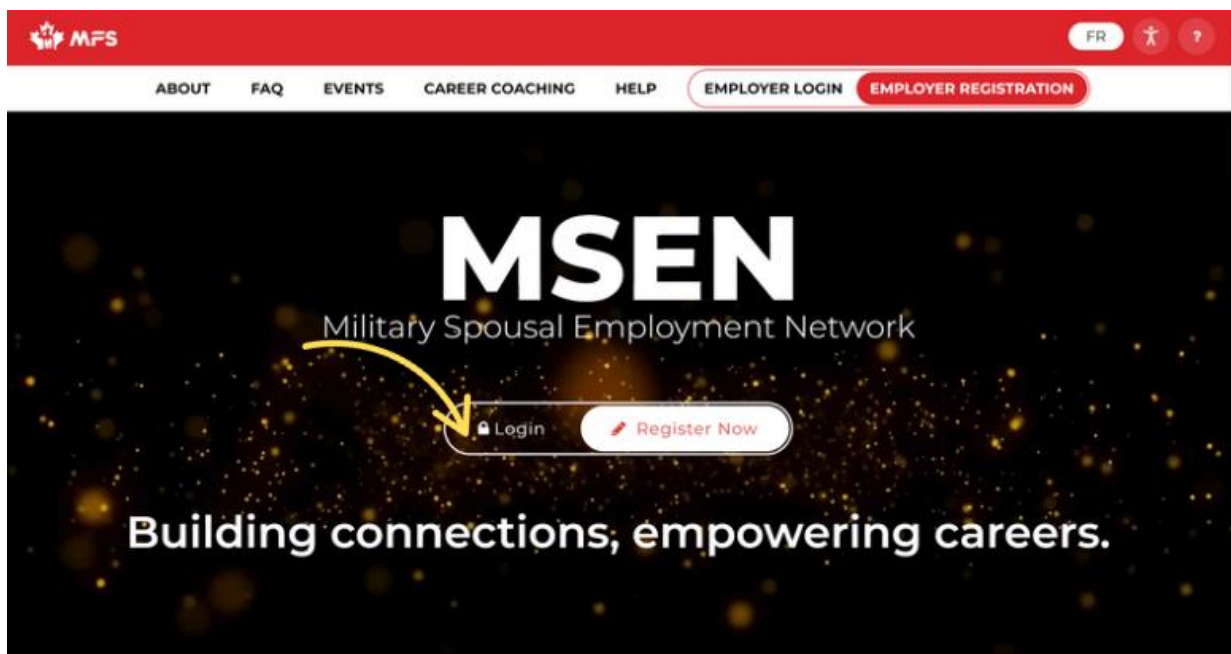 MFS
FR ?
ABOUT FAQ EVENTS CAREER COACHING HELP EMPLOYER LOGIN EMPLOYER REGISTRATION
MSEN
Military Spousal Employment Network
Login Register Now
Building connections, empowering careers.